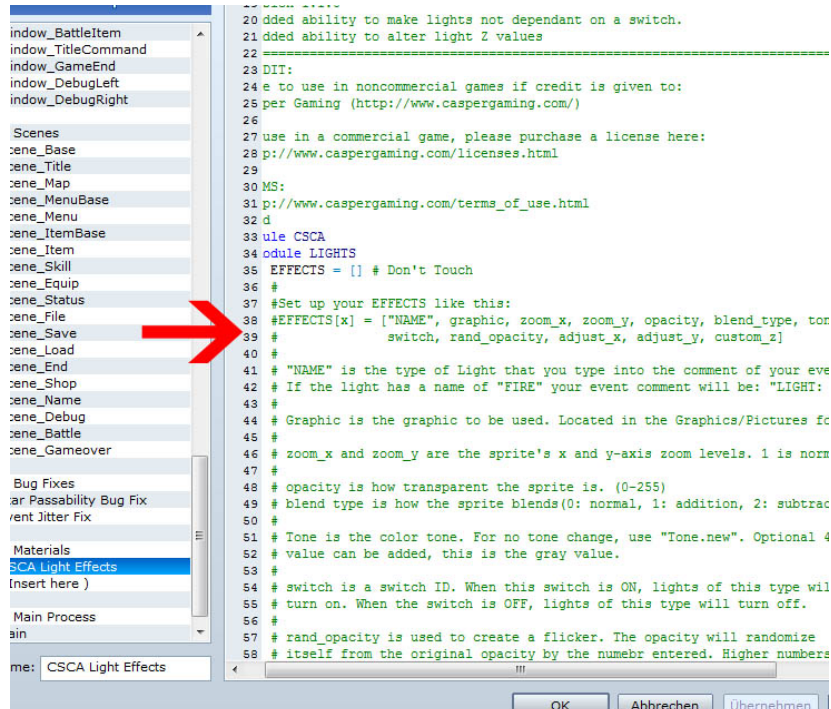 indow_BattleItem
indow_TitleCommand
indow_GameEnd
indow_DebugLeft
indow_DebugRight
Scenes
cene_Base
cene_Title
cene_Map
cene_MenuBase
cene_Menu
cene_ItemBase
cene_Item
cene_Skill
cene_Equip
cene_Status
cene_File
cene_Save
cene_Load
cene_End
cene_Shop
cene_Name
cene_Debug
cene_Battle
cene_Gameover
Bug Fixes
ar Passability Bug Fix
vent Jitter Fix
Materials
SCA Light Effects
Insert here )
Main Process
ain
me: CSCA Light Effects
20 dded ability to make lights not dependant on a switch.
21 dded ability to alter light Z values
22 ================================================================
23 DIT:
24 e to use in noncommercial games if credit is given to:
25 per Gaming (http://www.caspergaming.com/)
26
27 use in a commercial game, please purchase a license here:
28 p://www.caspergaming.com/licenses.html
29
30 MS:
31 p://www.caspergaming.com/terms_of_use.html
32 d
33 ule CSCA
34 odule LIGHTS
35 EFFECTS = [] # Don't Touch
36 #
37 #Set up your EFFECTS like this:
38 #EFFECTS[x] = ["NAME", graphic, zoom_x, zoom_y, opacity, blend_type, ton
39 # switch, rand_opacity, adjust_x, adjust_y, custom_z]
40 #
41 # "NAME" is the type of Light that you type into the comment of your eve
42 # If the light has a name of "FIRE" your event comment will be: "LIGHT:
43 #
44 # Graphic is the graphic to be used. Located in the Graphics/Pictures fo
45 #
46 # zoom_x and zoom_y are the sprite's x and y-axis zoom levels. 1 is norm
47 #
48 # opacity is how transparent the sprite is. (0-255)
49 # blend type is how the sprite blends(0: normal, 1: addition, 2: subtrac
50 #
51 # Tone is the color tone. For no tone change, use "Tone.new". Optional 4
52 # value can be added, this is the gray value.
53 #
54 # switch is a switch ID. When this switch is ON, lights of this type wil
55 # turn on. When the switch is OFF, lights of this type will turn off.
56 #
57 # rand_opacity is used to create a flicker. The opacity will randomize
58 # itself from the original opacity by the numebr entered. Higher numbers
OK
Abbrechen
Übernehmen